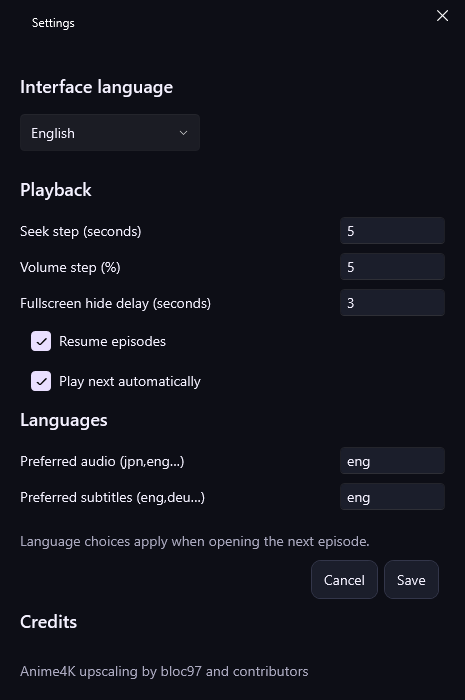 Settings
Interface language
English
Playback
Seek step (seconds)
5
Volume step (%)
5
Fullscreen hide delay (seconds)
3
Resume episodes
Play next automatically
Languages
Preferred audio (jpn,eng...)
eng
Preferred subtitles (eng,deu...)
eng
Language choices apply when opening the next episode.
Cancel
Save
Credits
Anime4K upscaling by bloc97 and contributors